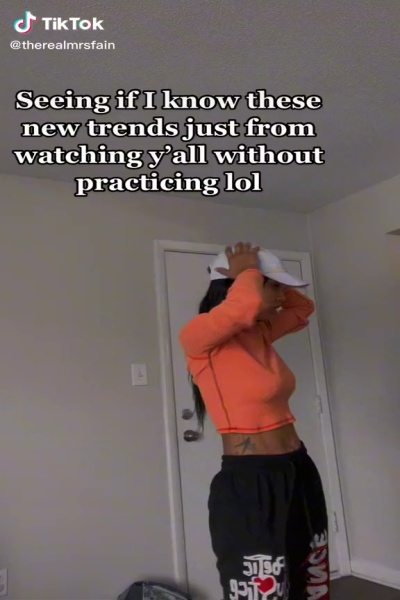 TikTok
@therealmrsfain
Seeing if I know these
new trends just from
watching y'all without
practicing lol